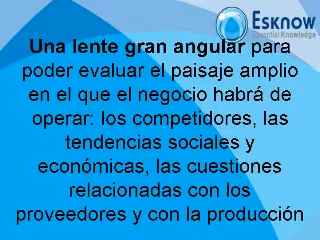 Esknow
Essential Knowledge
Una lente gran angular para
poder evaluar el paisaje amplio
en el que el negocio habrá de
operar: los competidores, las
tendencias sociales y
económicas, las cuestiones
relacionadas con los
proveedores y con la producción